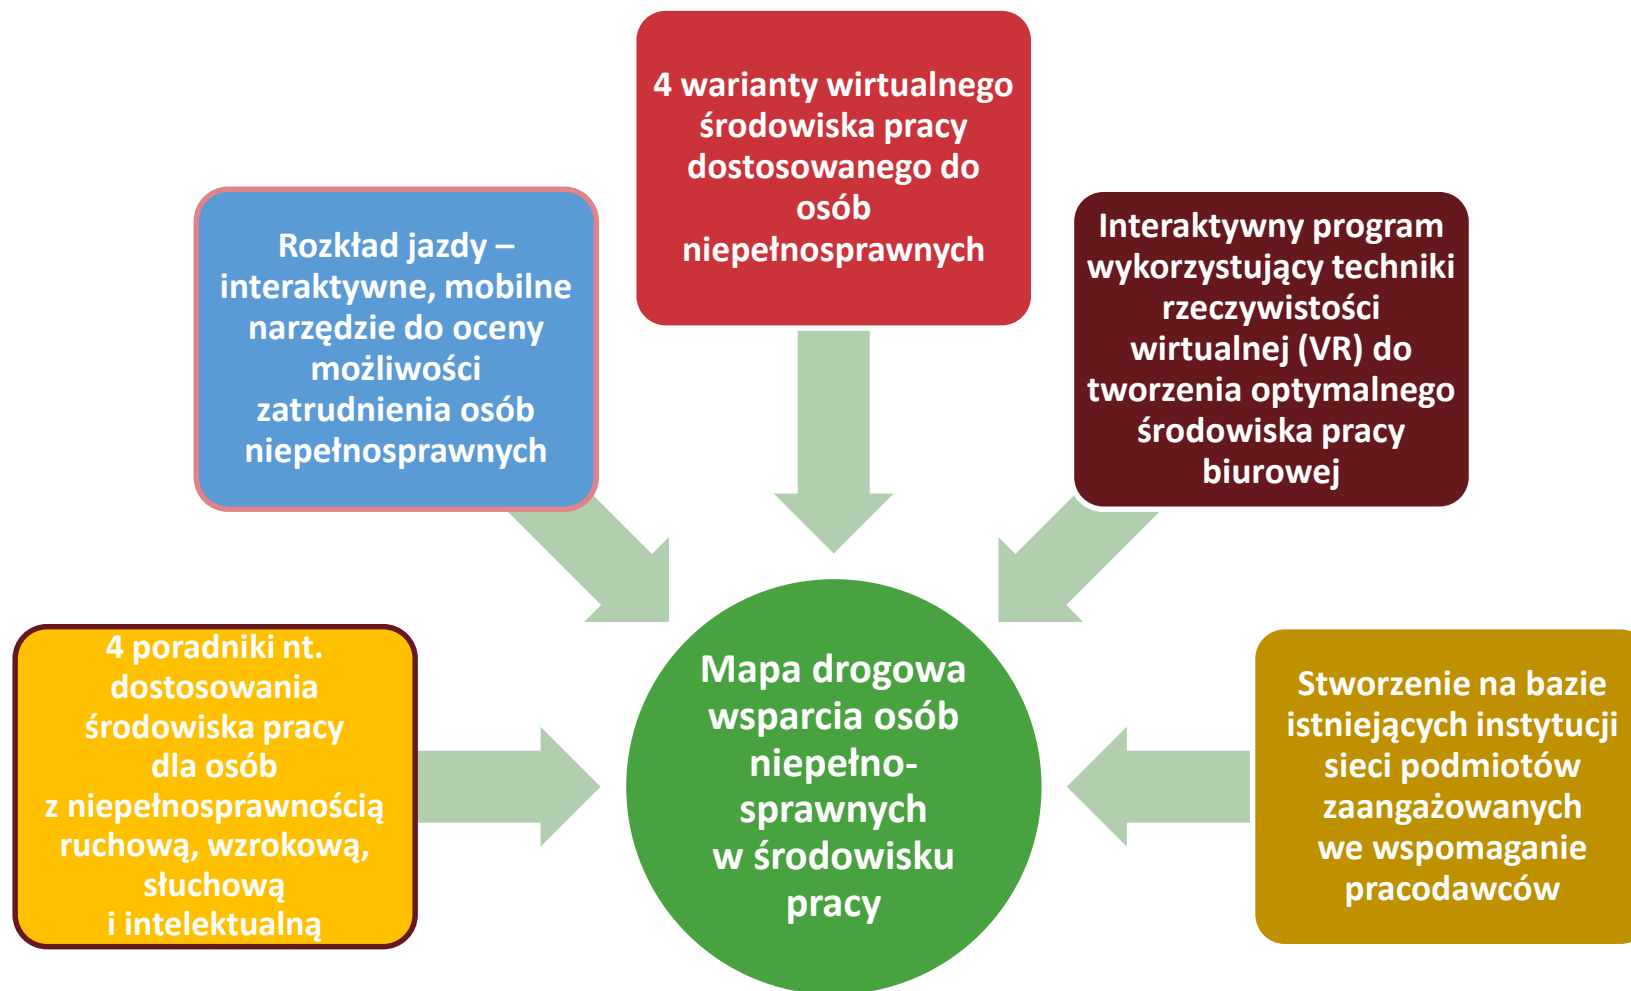 4 warianty wirtualnego
środowiska pracy
dostosowanego do
osób
niepełnosprawnych
Rozkład jazdy –
interaktywne, mobilne
narzędzie do oceny
możliwości
zatrudnienia osób
niepełnosprawnych
Interaktywny program
wykorzystujący techniki
rzeczywistości
wirtualnej (VR) do
tworzenia optymalnego
środowiska pracy
biurowej
4 poradniki nt.
dostosowania
środowiska pracy
dla osób
z niepełnosprawnością
ruchową, wzrokową,
słuchową
i intelektualną
Mapa drogowa
wsparcia osób
niepełno-
sprawnych
w środowisku
pracy
Stworzenie na bazie
istniejących instytucji
sieci podmiotów
zaangażowanych
we wspomaganie
pracodawców